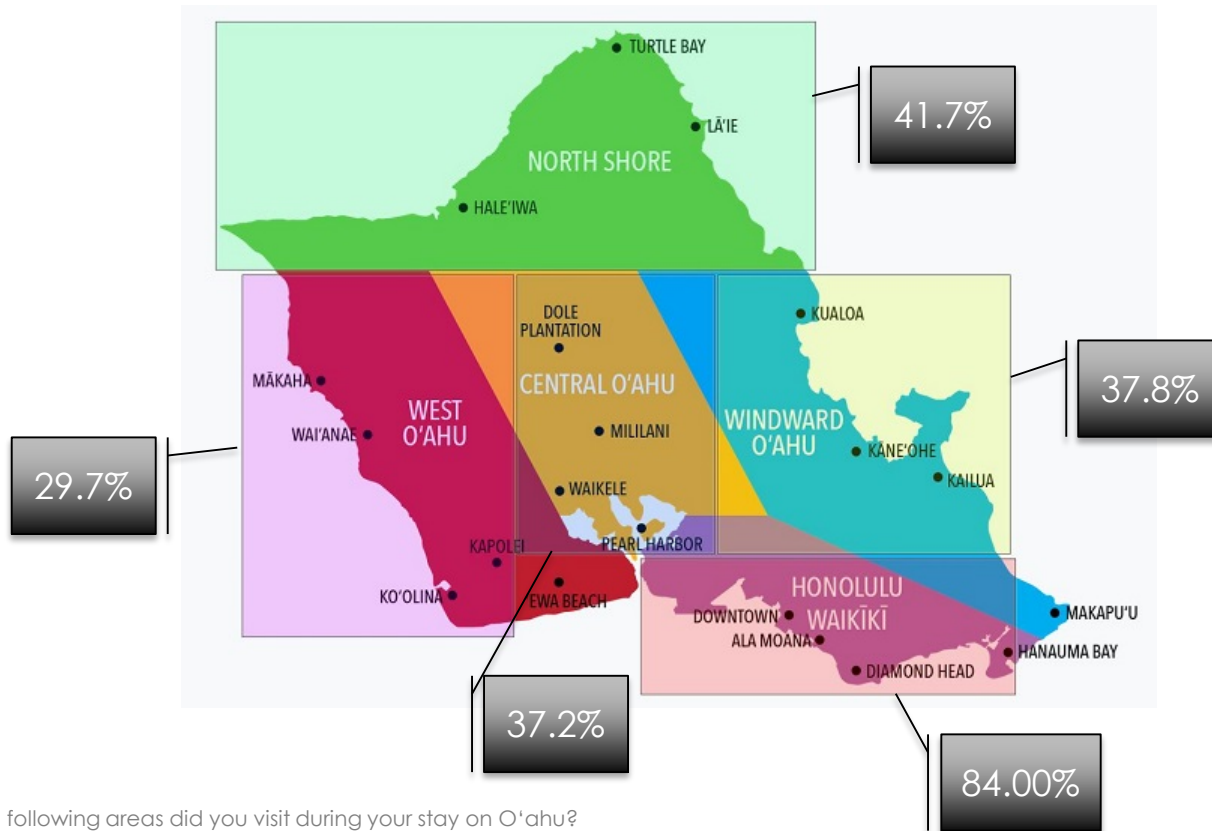 TURTLE BAY
41.7%
LĀ‘IE
NORTH SHORE
HALE‘IWA
DOLE
PLANTATION
KUALOA
37.8%
MĀKAHA
CENTRAL O‘AHU
WEST
O‘AHU
WINDWARD
O‘AHU
WAI‘ANAE
MILILANI
KĀNE‘OHE
KAILUA
29.7%
WAIKELE
PEARL HARBOR
KAPOLEI
KO‘OLINA
EWA BEACH
HONOLULU
WAIKĪKĪ
DOWNTOWN
ALA MOANA
MAKAPU‘U
HANAUMA BAY
DIAMOND HEAD
37.2%
84.00%
following areas did you visit during your stay on O‘ahu?